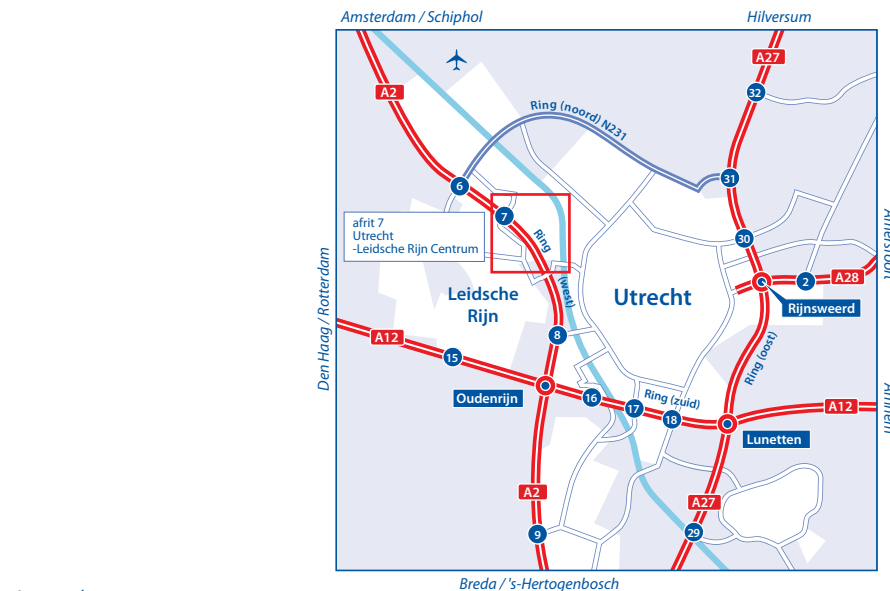 Amsterdam / Schiphol
Hilversum
A27
A2
32
Ring (noord) N231
6
31
7
afrit 7
Utrecht
-Leidsche Rijn Centrum
Ring
(west)
30
Amersfoort
2
A28
Rijnsweerd
Leidsche
Rijn
Utrecht
Den Haag / Rotterdam
A12
15
8
Ring (oost)
Oudenrijn
16
17
Ring (zuid)
18
A12
Arnhem
Lunetten
A2
A27
9
29
Breda / 's-Hertogenbosch